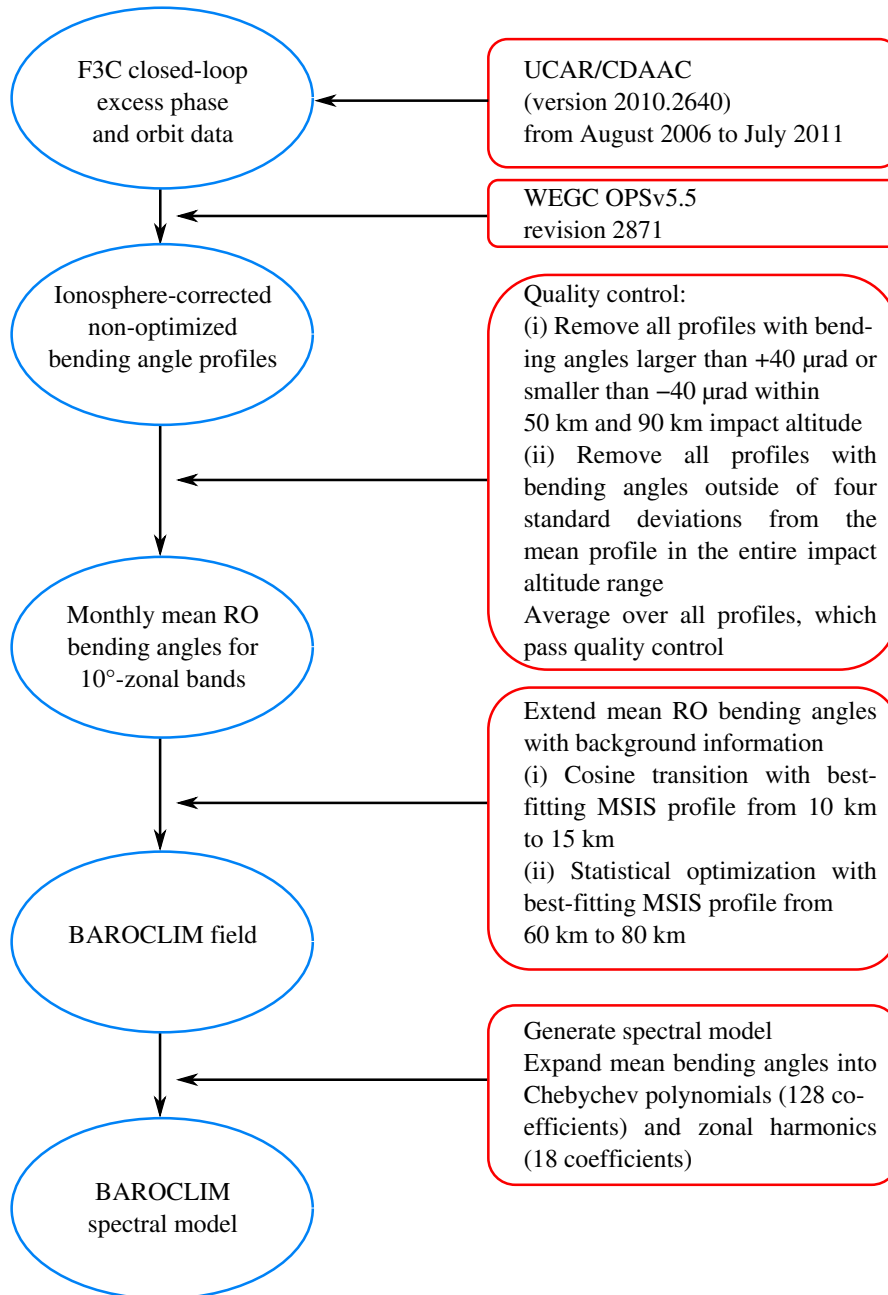 F3C closed-loop
excess phase
and orbit data
UCAR/CDAAC
(version 2010.2640)
from August 2006 to July 2011
WEGC OPSv5.5
revision 2871
Ionosphere-corrected
non-optimized
bending angle profiles
Quality control:
(i) Remove all profiles with bend-
ing angles larger than +40 µrad or
smaller than −40 µrad within
50 km and 90 km impact altitude
(ii) Remove all profiles with
bending angles outside of four
standard deviations from the
mean profile in the entire impact
altitude range
Average over all profiles, which
pass quality control
Monthly mean RO
bending angles for
10°-zonal bands
Extend mean RO bending angles
with background information
(i) Cosine transition with best-
fitting MSIS profile from 10 km
to 15 km
(ii) Statistical optimization with
best-fitting MSIS profile from
60 km to 80 km
BAROCLIM field
Generate spectral model
Expand mean bending angles into
Chebychev polynomials (128 co-
efficients) and zonal harmonics
(18 coefficients)
BAROCLIM
spectral model